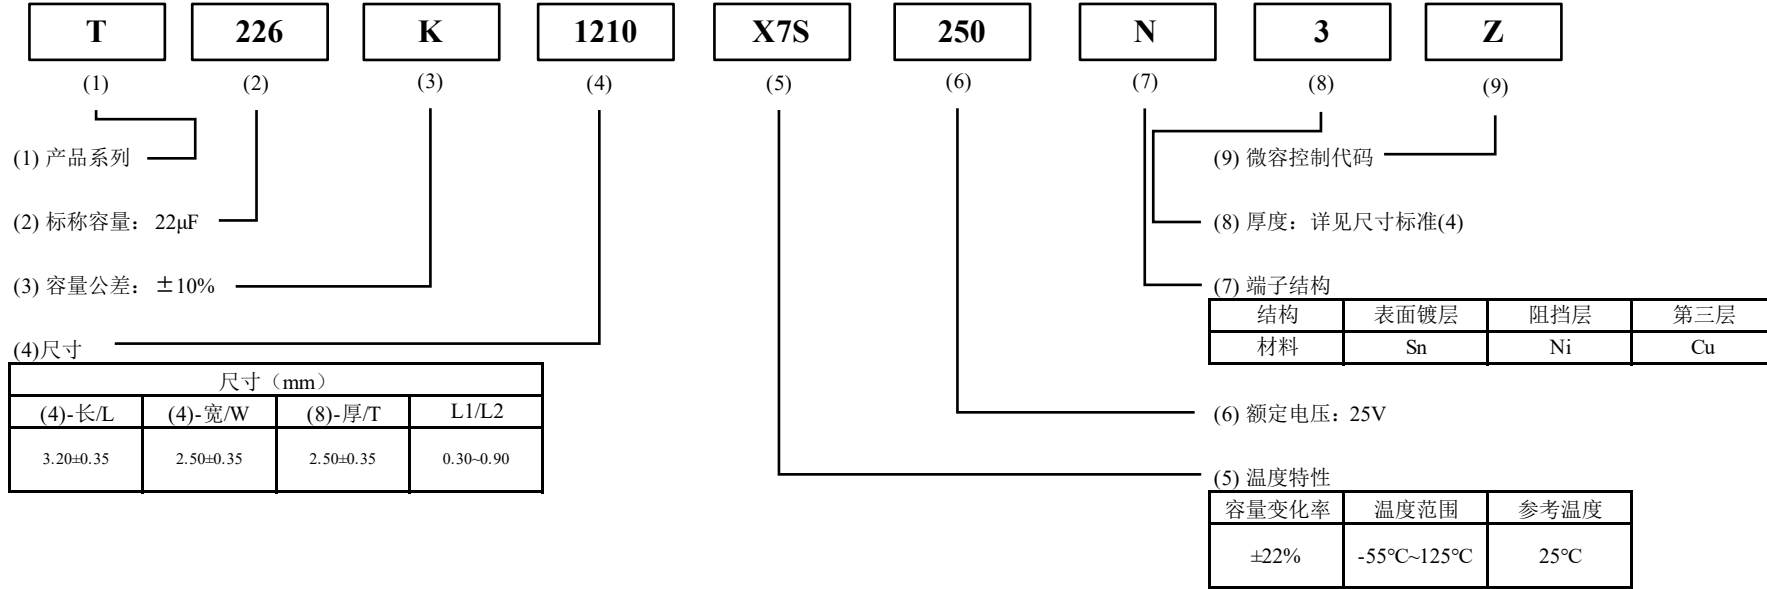 T 226 K 1210 X7S 250 N 3 Z
(1) (2) (3) (4) (5) (6) (7) (8) (9)
(1) 产品系列
(2) 标称容量：22μF
(3) 容量公差：±10%
(4)尺寸
尺寸（mm）
(4)-长/L (4)-宽/W (8)-厚/T L1/L2
3.20±0.35 2.50±0.35 2.50±0.35 0.30~0.90
(9) 微容控制代码
(8) 厚度：详见尺寸标准(4)
(7) 端子结构
结构 表面镀层 阻挡层 第三层
材料 Sn Ni Cu
(6) 额定电压：25V
(5) 温度特性
容量变化率 温度范围 参考温度
±22% -55℃~125℃ 25℃